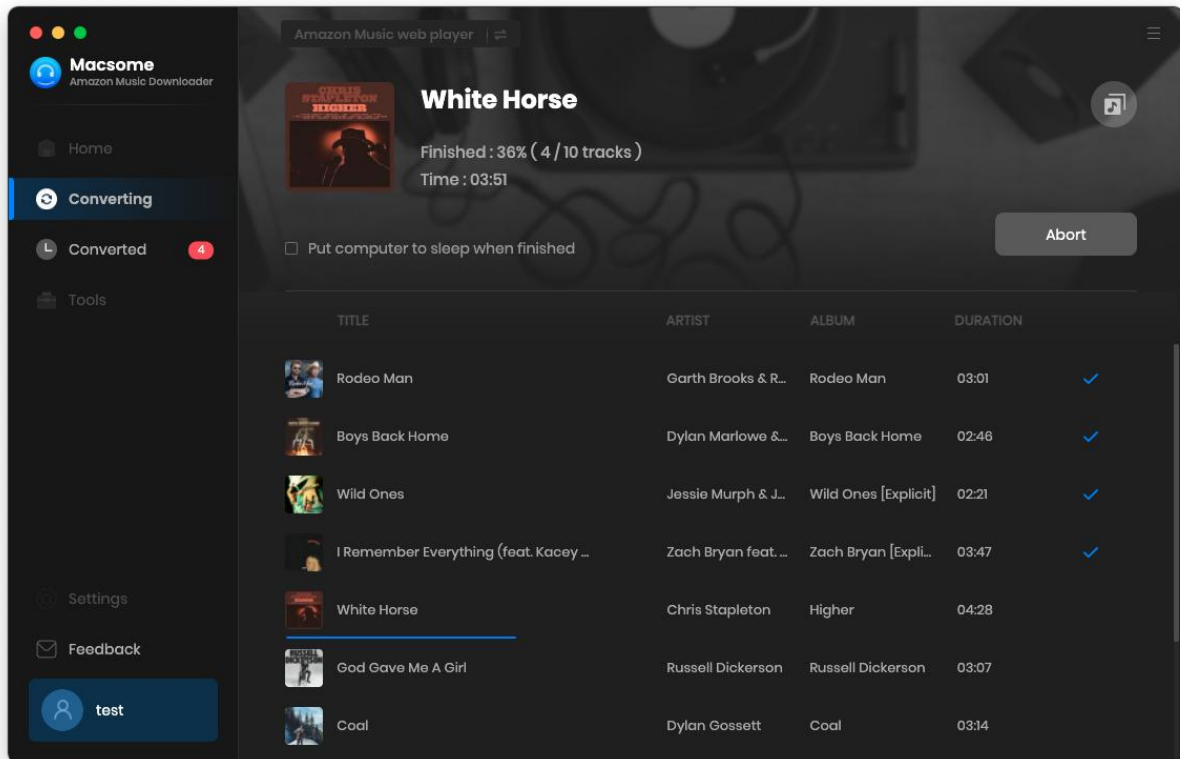 Macsome
Amazon Music Downloader
Home
Converting
Converted 4
Tools
Settings
Feedback
test
Amazon Music web player
CHRIS
STAPLETON
HIGHER
White Horse
Finished : 36% ( 4 / 10 tracks )
Time : 03:51
Put computer to sleep when finished
Abort
TITLE ARTIST ALBUM DURATION
Rodeo Man Garth Brooks & R... Rodeo Man 03:01
Boys Back Home Dylan Marlowe &... Boys Back Home 02:46
Wild Ones Jessie Murph & J... Wild Ones [Explicit] 02:21
I Remember Everything (feat. Kacey ... Zach Bryan feat. ... Zach Bryan [Expli... 03:47
White Horse Chris Stapleton Higher 04:28
God Gave Me A Girl Russell Dickerson Russell Dickerson 03:07
Coal Dylan Gossett Coal 03:14